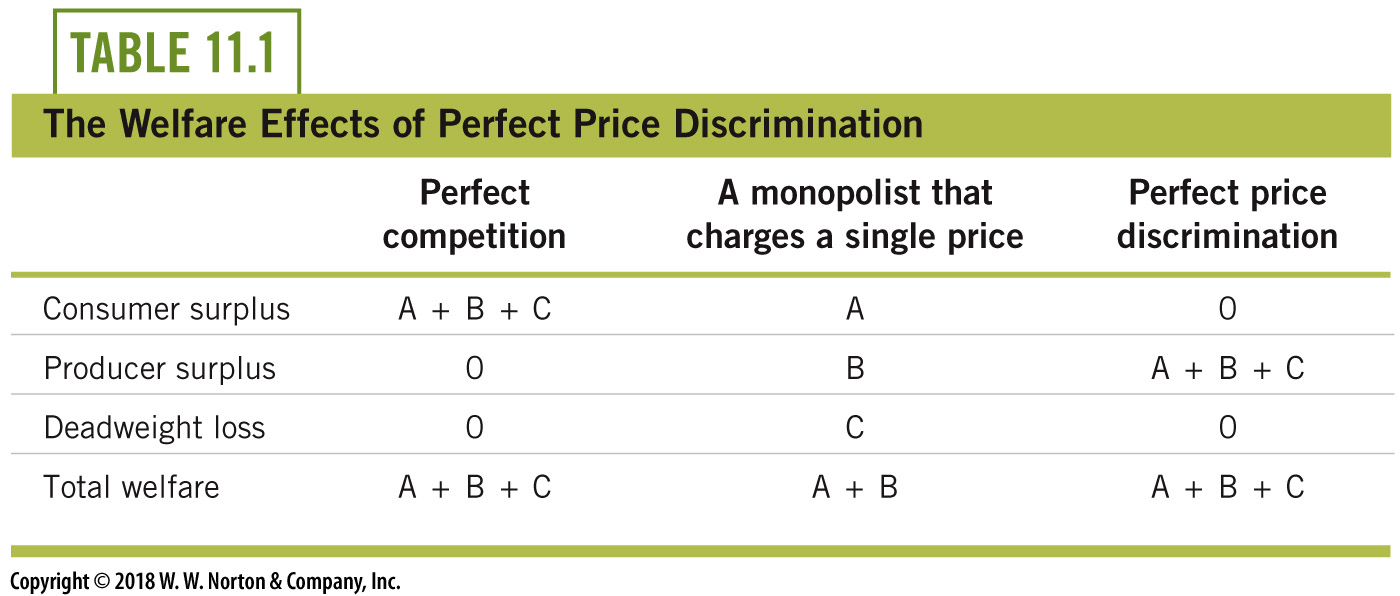 TABLE 11.1
The Welfare Effects of Perfect Price Discrimination
Perfect competition A monopolist that charges a single price Perfect price discrimination
Consumer surplus A + B + C A 0
Producer surplus 0 B A + B + C
Deadweight loss 0 C 0
Total welfare A + B + C A + B A + B + C
Copyright © 2018 W. W. Norton & Company, Inc.